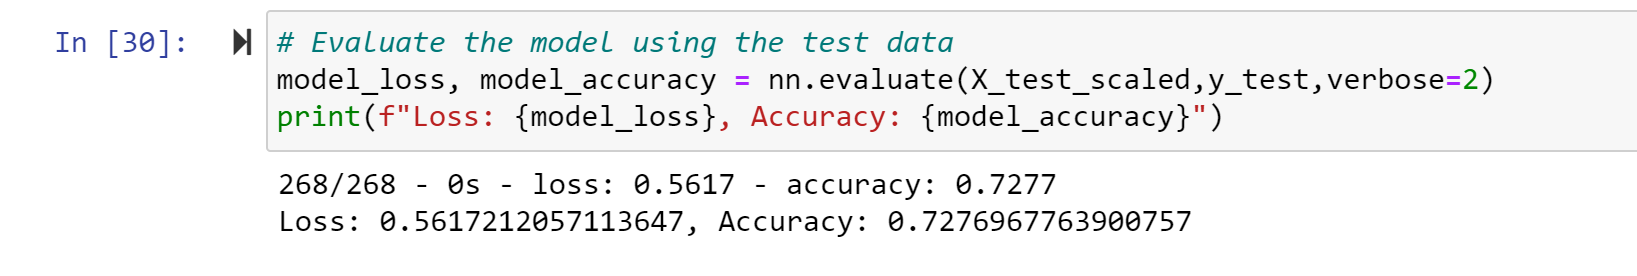 In [30]: # Evaluate the model using the test data
model_loss, model_accuracy = nn.evaluate(X_test_scaled,y_test,verbose=2)
print(f"Loss: {model_loss}, Accuracy: {model_accuracy}")
268/268 - 0s - loss: 0.5617 - accuracy: 0.7277
Loss: 0.5617212057113647, Accuracy: 0.7276967763900757